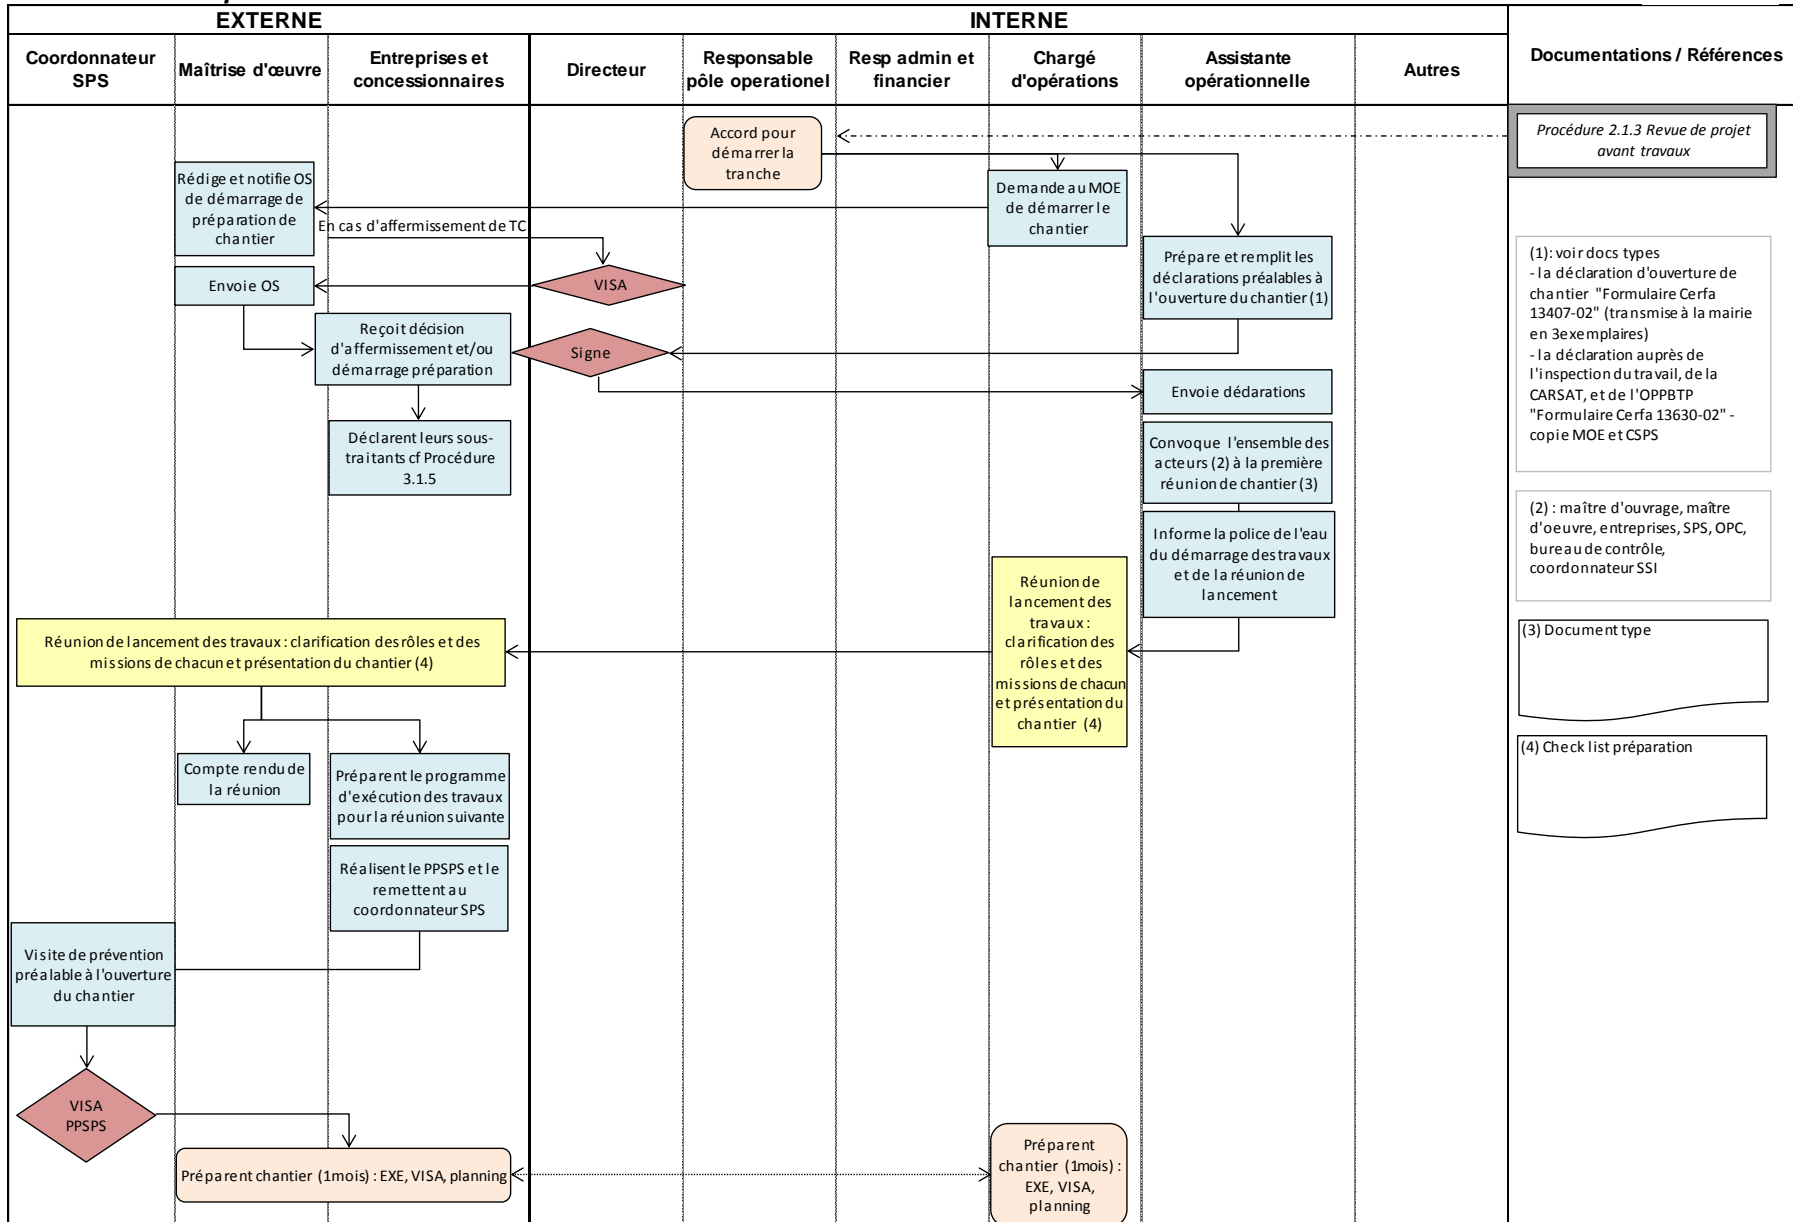 EXTERNE
INTERNE
Coordonnateur
SPS
Maîtrise d'œuvre
Entreprises et
concessionnaires
Directeur
Responsable
pôle operationel
Resp admin et
financier
Chargé
d'opérations
Assistante
opérationnelle
Autres
Documentations / Références
Accord pour
démarrer la
tranche
Procédure 2.1.3 Revue de projet
avant travaux
Rédige et notifie OS
de démarrage de
préparation de
chantier
En cas d'affermissement de TC
Demande au MOE
de démarrer le
chantier
Prépare et remplit les
déclarations préalables à
l'ouverture du chantier (1)
(1): voir docs types
- la déclaration d'ouverture de
chantier "Formulaire Cerfa
13407-02" (transmise à la mairie
en 3exemplaires)
- la déclaration auprès de
l'inspection du travail, de la
CARSAT, et de l'OPPBTP
"Formulaire Cerfa 13630-02" -
copie MOE et CSPS
Envoie OS
VISA
Reçoit décision
d'affermissement et/ou
démarrage préparation
Signe
Envoie déclarations
Déclarent leurs sous-
traitants cf Procédure
3.1.5
Convoque l'ensemble des
acteurs (2) à la première
réunion de chantier (3)
(2) : maître d'ouvrage, maître
d'oeuvre, entreprises, SPS, OPC,
bureau de contrôle,
coordonnateur SSI
Informe la police de l'eau
du démarrage des travaux
et de la réunion de
lancement
Réunion de
lancement des
travaux :
clarification des
rôles et des
missions de chacun
et présentation du
chantier (4)
Réunion de lancement des travaux : clarification des rôles et des
missions de chacun et présentation du chantier (4)
(3) Document type
(4) Check list préparation
Compte rendu de
la réunion
Préparent le programme
d'exécution des travaux
pour la réunion suivante
Réalisent le PPSPS et le
remettent au
coordonnateur SPS
Visite de prévention
préalable à l'ouverture
du chantier
VISA
PPSPS
Préparent chantier (1mois) : EXE, VISA, planning
Préparent
chantier (1mois) :
EXE, VISA,
planning